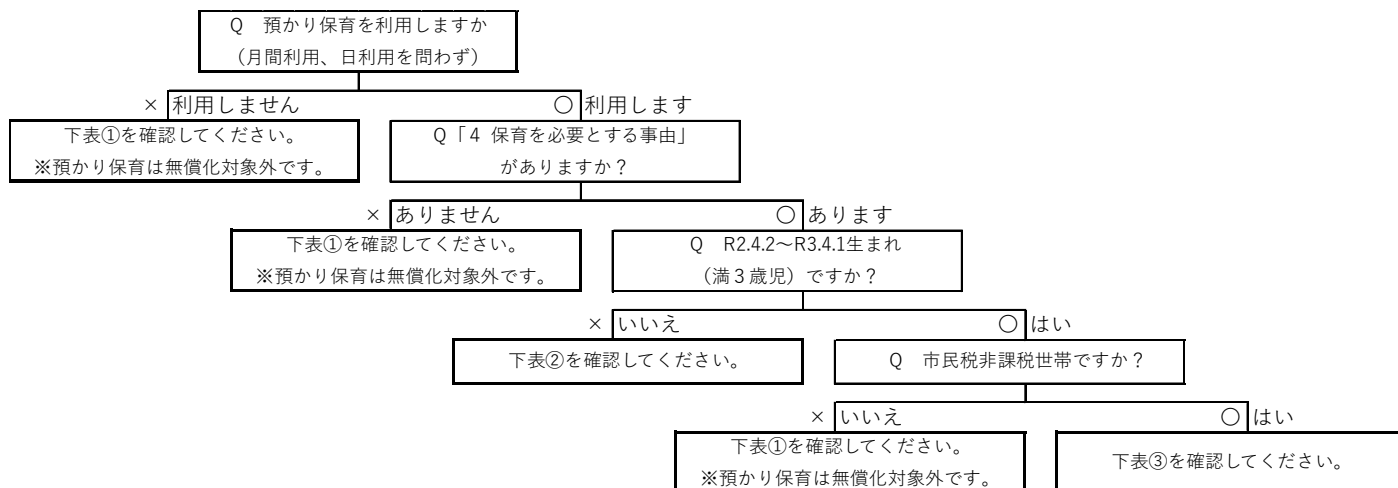 Q 預かり保育を利用しますか
（月間利用、日利用を問わず）
× 利用しません
○ 利用します
下表①を確認してください。
※預かり保育は無償化対象外です。
Q「4 保育を必要とする事由」
がありますか？
× ありません
○ あります
下表①を確認してください。
※預かり保育は無償化対象外です。
Q R2.4.2～R3.4.1生まれ
（満３歳児）ですか？
× いいえ
○ はい
下表②を確認してください。
Q 市民税非課税世帯ですか？
× いいえ
○ はい
下表①を確認してください。
※預かり保育は無償化対象外です。
下表③を確認してください。